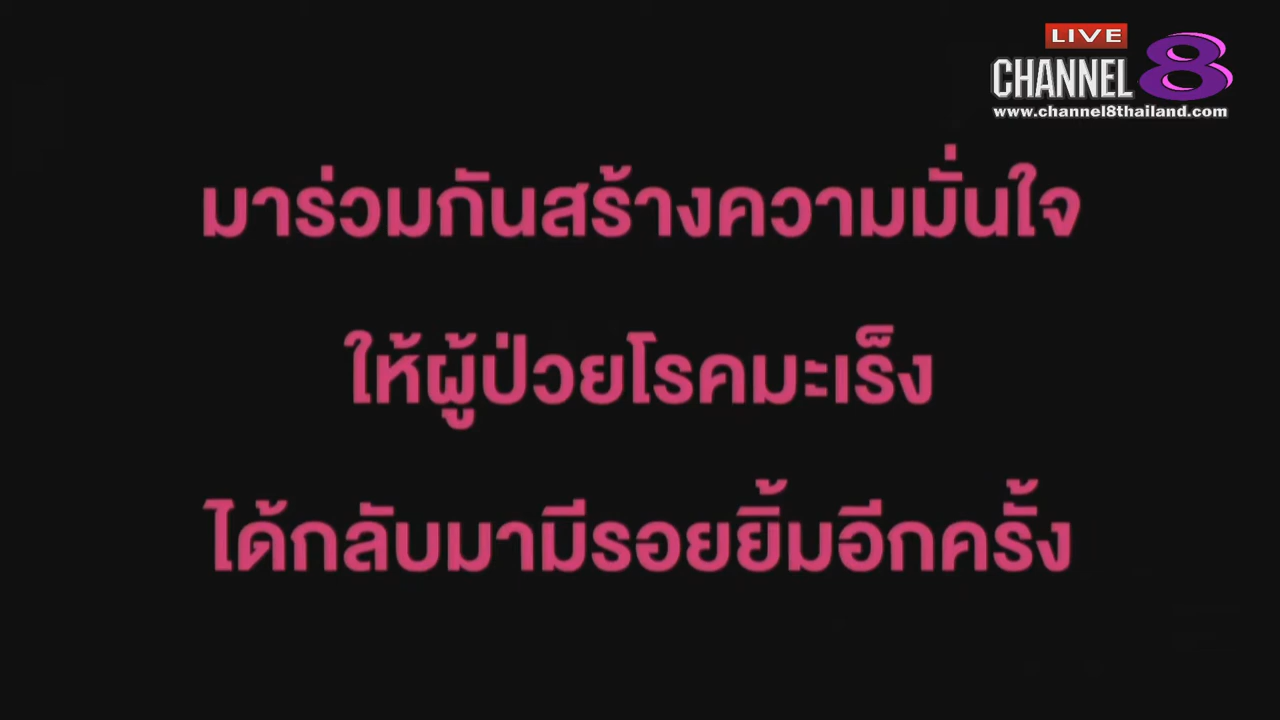 LIVE
CHANNEL 8
www.channel8thailand.com
มาร่วมกันสร้างความมั่นใจ
ให้ผู้ป่วยโรคมะเร็ง
ได้กลับมามีรอยยิ้มอีกครั้ง